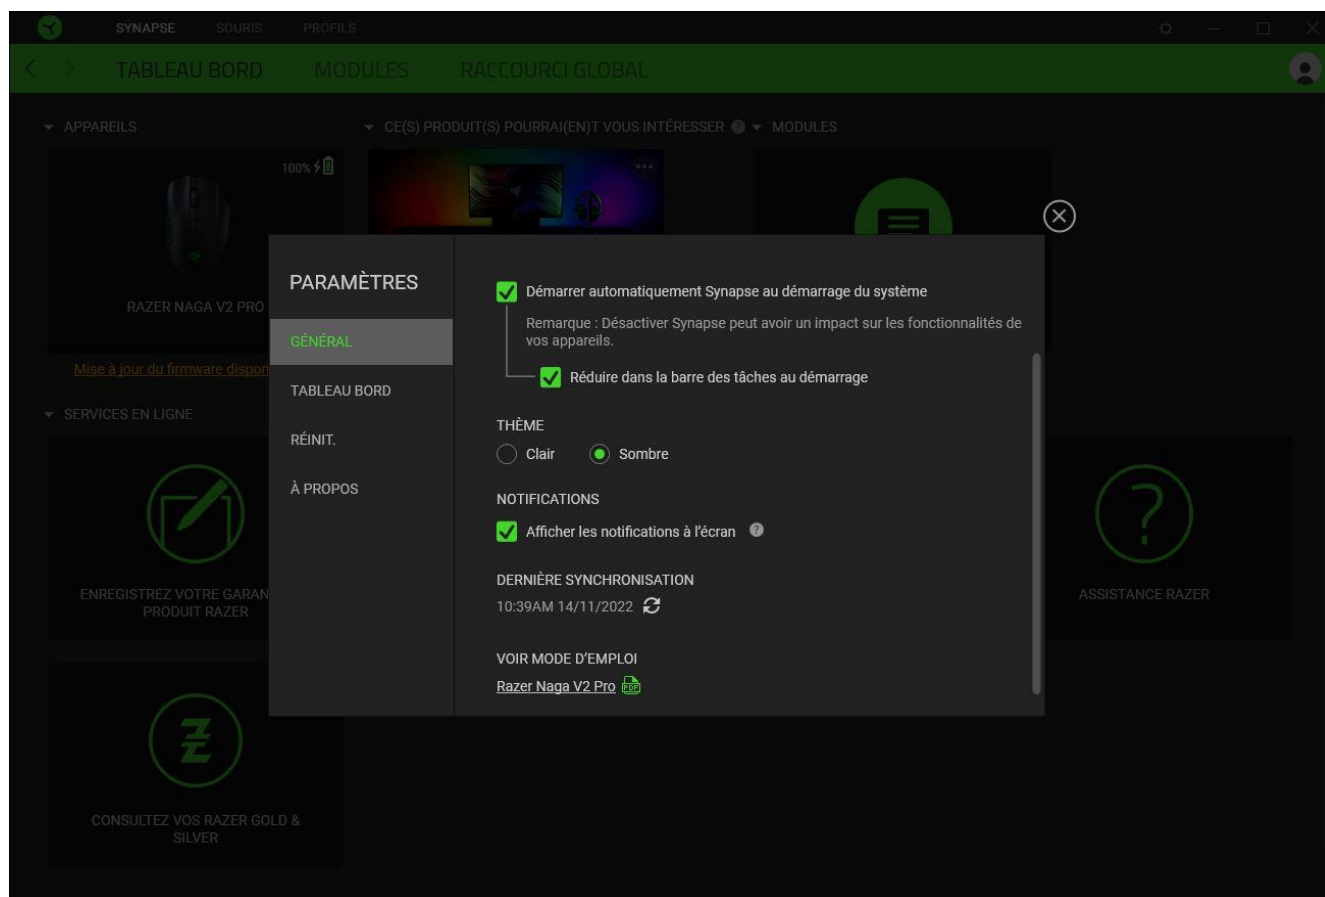 SYNAPSE SOURIS PROFILS
TABLEAU BORD MODULES RACCOURCI GLOBAL
APPAREILS
CE(S) PRODUIT(S) POURRAI(EN)T VOUS INTÉRESSER ?
MODULES
100%
RAZER NAGA V2 PRO
Mise à jour du firmware dispon
SERVICES EN LIGNE
ENREGISTREZ VOTRE GARAN
PRODUIT RAZER
CONSULTEZ VOS RAZER GOLD &
SILVER
ASSISTANCE RAZER
PARAMÈTRES
GÉNÉRAL
TABLEAU BORD
RÉINIT.
À PROPOS
Démarrer automatiquement Synapse au démarrage du système
Remarque : Désactiver Synapse peut avoir un impact sur les fonctionnalités de
vos appareils.
Réduire dans la barre des tâches au démarrage
THÈME
Clair Sombre
NOTIFICATIONS
Afficher les notifications à l'écran ?
DERNIÈRE SYNCHRONISATION
10:39AM 14/11/2022
VOIR MODE D'EMPLOI
Razer Naga V2 Pro PDF